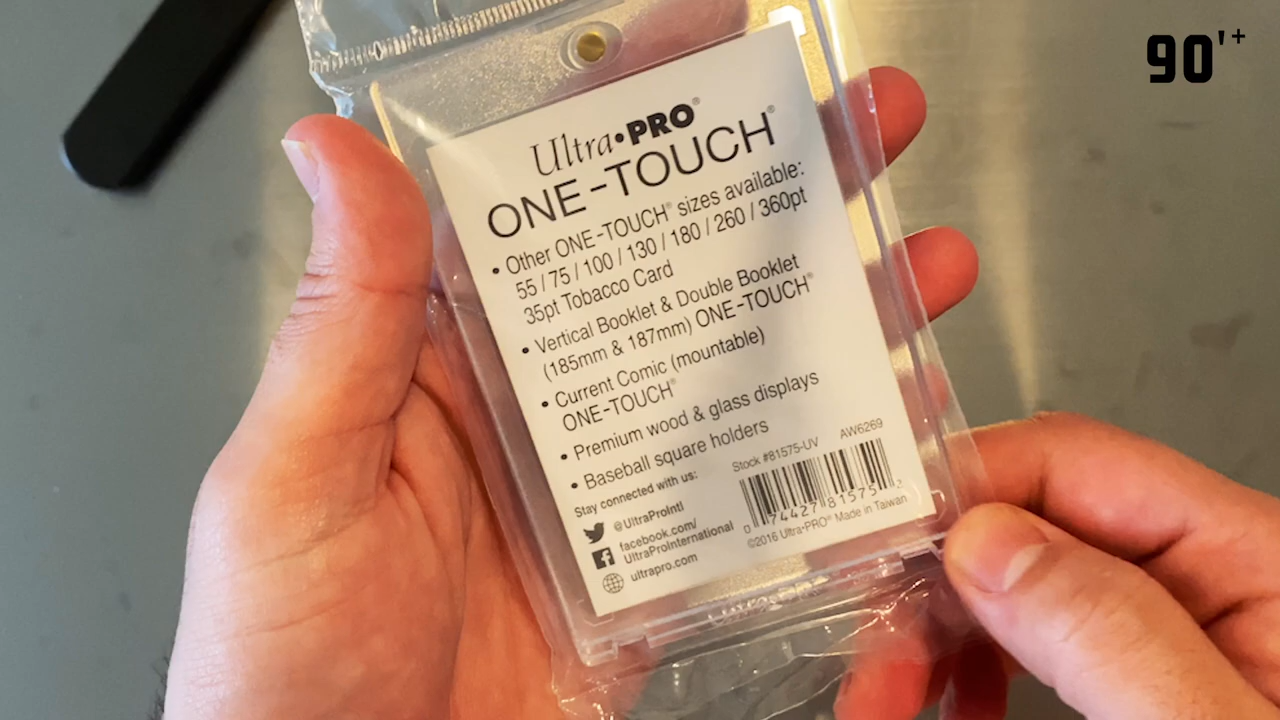 90'+
Ultra•PRO®
ONE-TOUCH®
• Other ONE-TOUCH® sizes available:
55 / 75 / 100 / 130 / 180 / 260 / 360pt
35pt Tobacco Card
• Vertical Booklet & Double Booklet
(185mm & 187mm) ONE-TOUCH®
• Current Comic (mountable)
ONE-TOUCH®
• Premium wood & glass displays
• Baseball square holders
Stay connected with us:
@UltraProIntl
facebook.com/
UltraProInternational
ultrapro.com
Stock #81575-UV AW6269
0 74427 81575 2
©2016 Ultra•PRO® Made in Taiwan